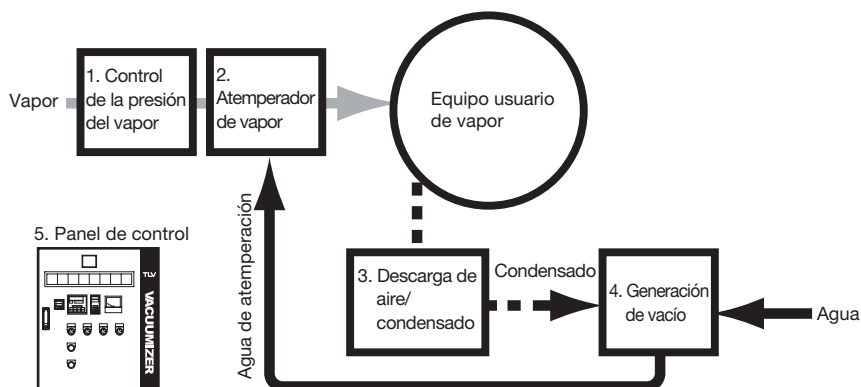 Vapor
1. Control
de la presión
del vapor
2.
Atemperador
de vapor
Equipo usuario
de vapor
Agua de atemperación
5. Panel de control
TLV
VACUUMIZER
3. Descarga de
aire/
condensado
Condensado
4. Generación
de vacío
Agua